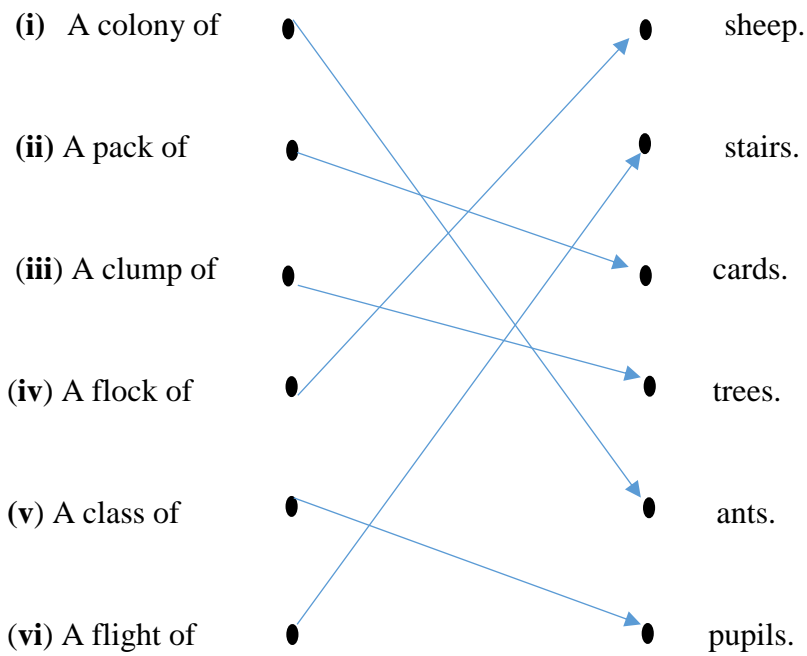 (i) A colony of sheep.
(ii) A pack of stairs.
(iii) A clump of cards.
(iv) A flock of trees.
(v) A class of ants.
(vi) A flight of pupils.